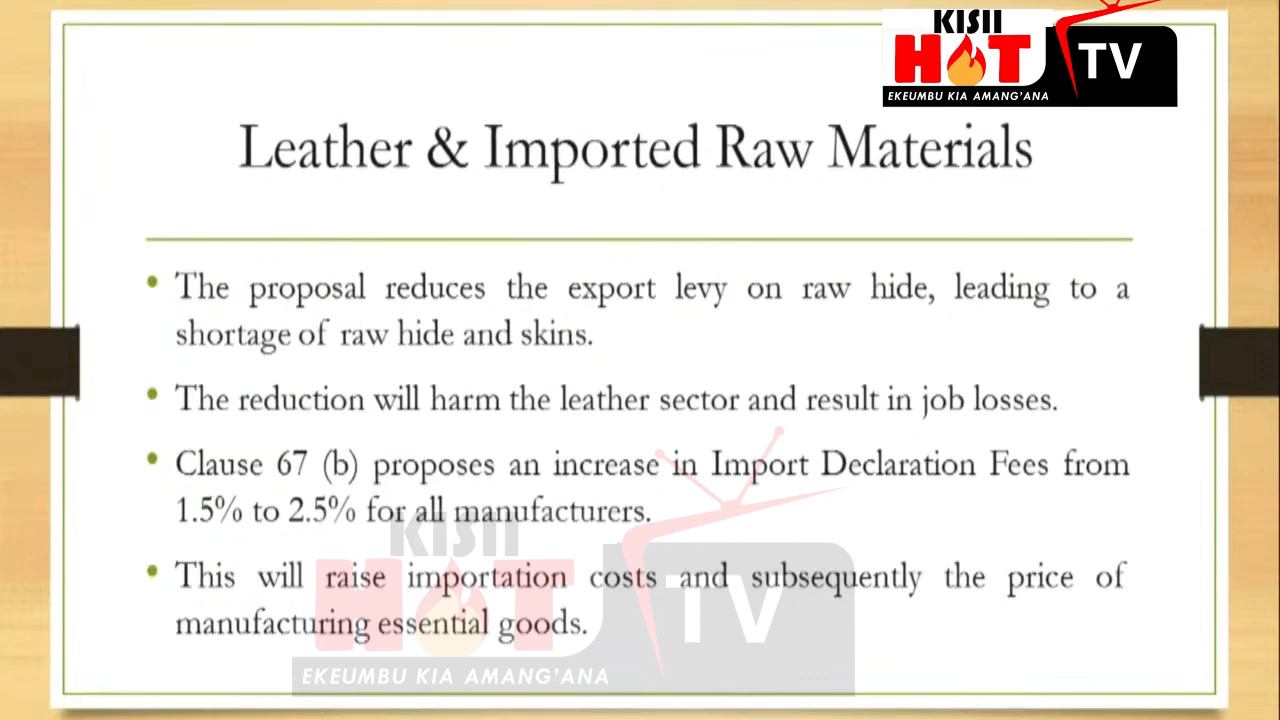 KISII
HOT TV
EKEUMBU KIA AMANG'ANA
Leather & Imported Raw Materials
• The proposal reduces the export levy on raw hide, leading to a
shortage of raw hide and skins.
• The reduction will harm the leather sector and result in job losses.
• Clause 67 (b) proposes an increase in Import Declaration Fees from
1.5% to 2.5% for all manufacturers.
KISII
• This will raise importation costs and subsequently the price of
manufacturing essential goods.
HOT TV
EKEUMBU KIA AMANG'ANA